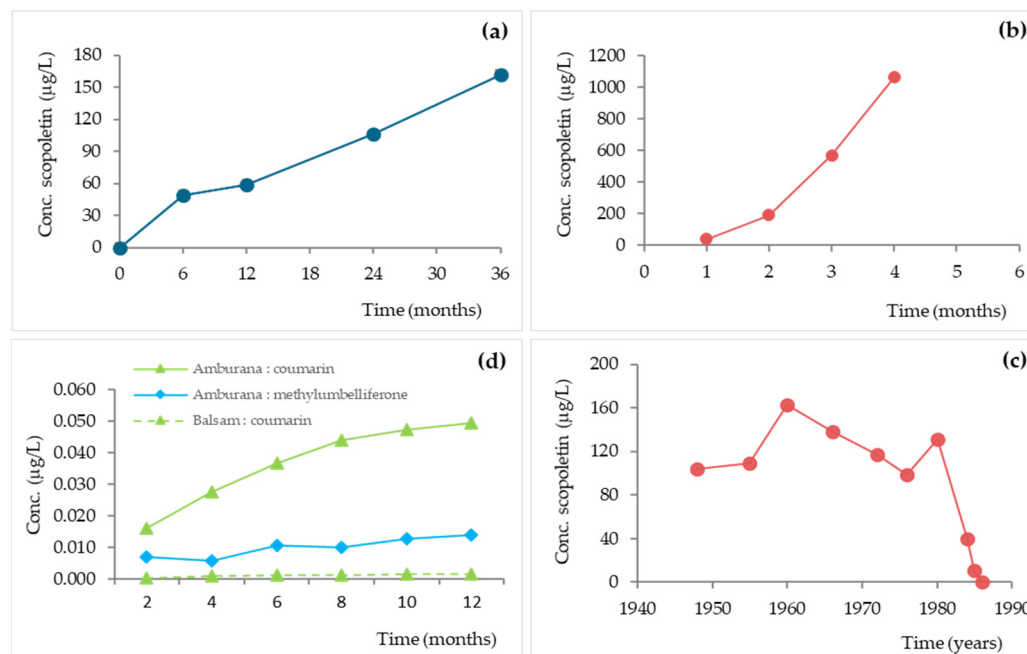 (a)
Conc. scopoletin (µg/L)
180
150
120
90
60
30
0
0 6 12 18 24 30 36
Time (months)
(b)
Conc. scopoletin (µg/L)
1200
1000
800
600
400
200
0
0 1 2 3 4 5 6
Time (months)
(d)
Amburana : coumarin
Amburana : methylumbelliferone
Balsam : coumarin
Conc. (µg/L)
0.060
0.050
0.040
0.030
0.020
0.010
0.000
2 4 6 8 10 12
Time (months)
(c)
Conc. scopoletin (µg/L)
200
160
120
80
40
0
1940 1950 1960 1970 1980 1990
Time (years)